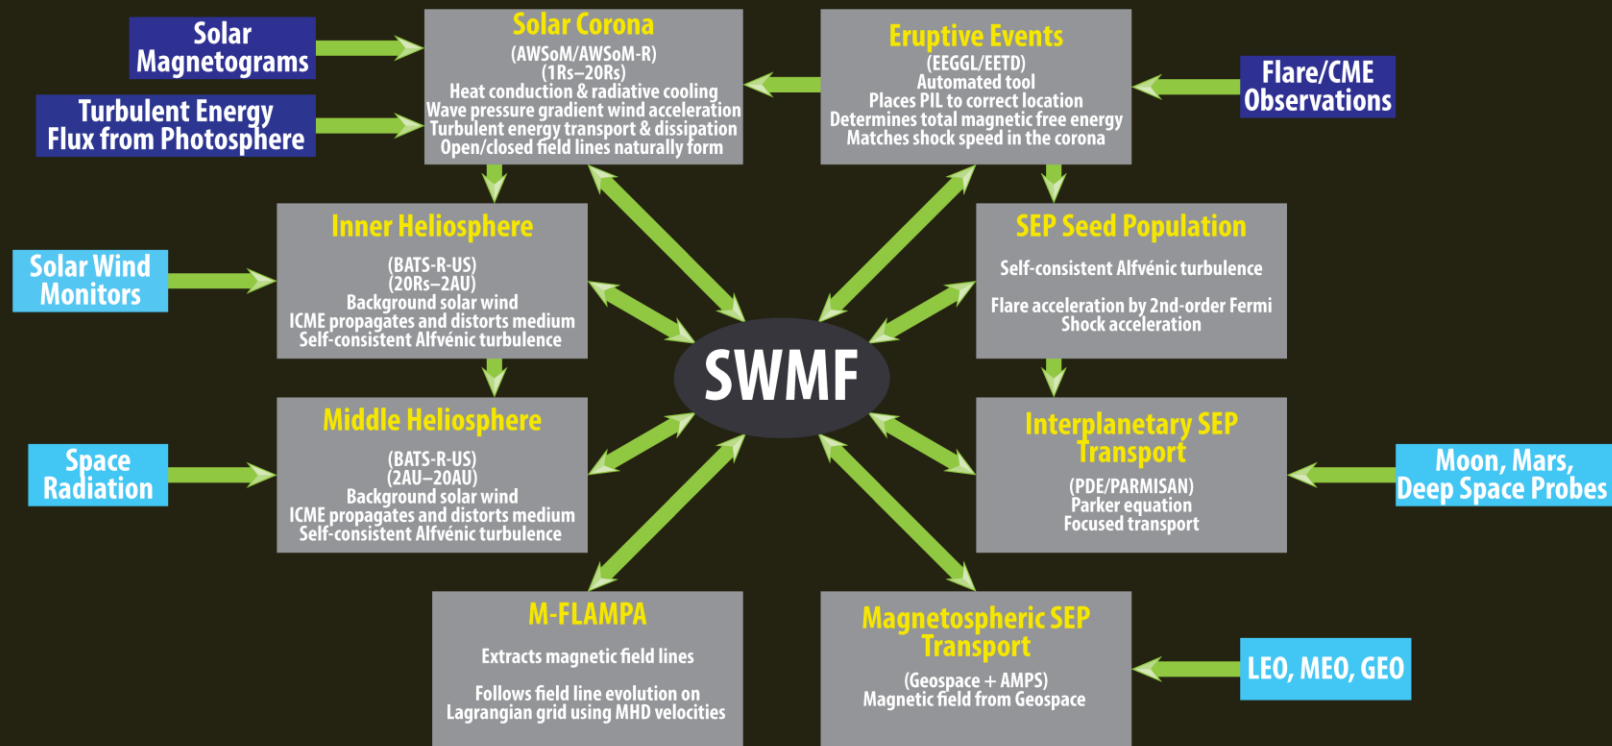 Solar
Magnetograms
Turbulent Energy
Flux from Photosphere
Solar Corona
(AWSoM/AWSoM-R)
(1Rs–20Rs)
Heat conduction & radiative cooling
Wave pressure gradient wind acceleration
Turbulent energy transport & dissipation
Open/closed field lines naturally form
Eruptive Events
(EEGGL/EETD)
Automated tool
Places PIL to correct location
Determines total magnetic free energy
Matches shock speed in the corona
Flare/CME
Observations
Solar Wind
Monitors
Inner Heliosphere
(BATS-R-US)
(20Rs–2AU)
Background solar wind
ICME propagates and distorts medium
Self-consistent Alfvénic turbulence
SEP Seed Population
Self-consistent Alfvénic turbulence
Flare acceleration by 2nd-order Fermi
Shock acceleration
SWMF
Space
Radiation
Middle Heliosphere
(BATS-R-US)
(2AU–20AU)
Background solar wind
ICME propagates and distorts medium
Self-consistent Alfvénic turbulence
Interplanetary SEP
Transport
(PDE/PARMISAN)
Parker equation
Focused transport
Moon, Mars,
Deep Space Probes
M-FLAMPA
Extracts magnetic field lines
Follows field line evolution on
Lagrangian grid using MHD velocities
Magnetospheric SEP
Transport
(Geospace + AMPS)
Magnetic field from Geospace
LEO, MEO, GEO